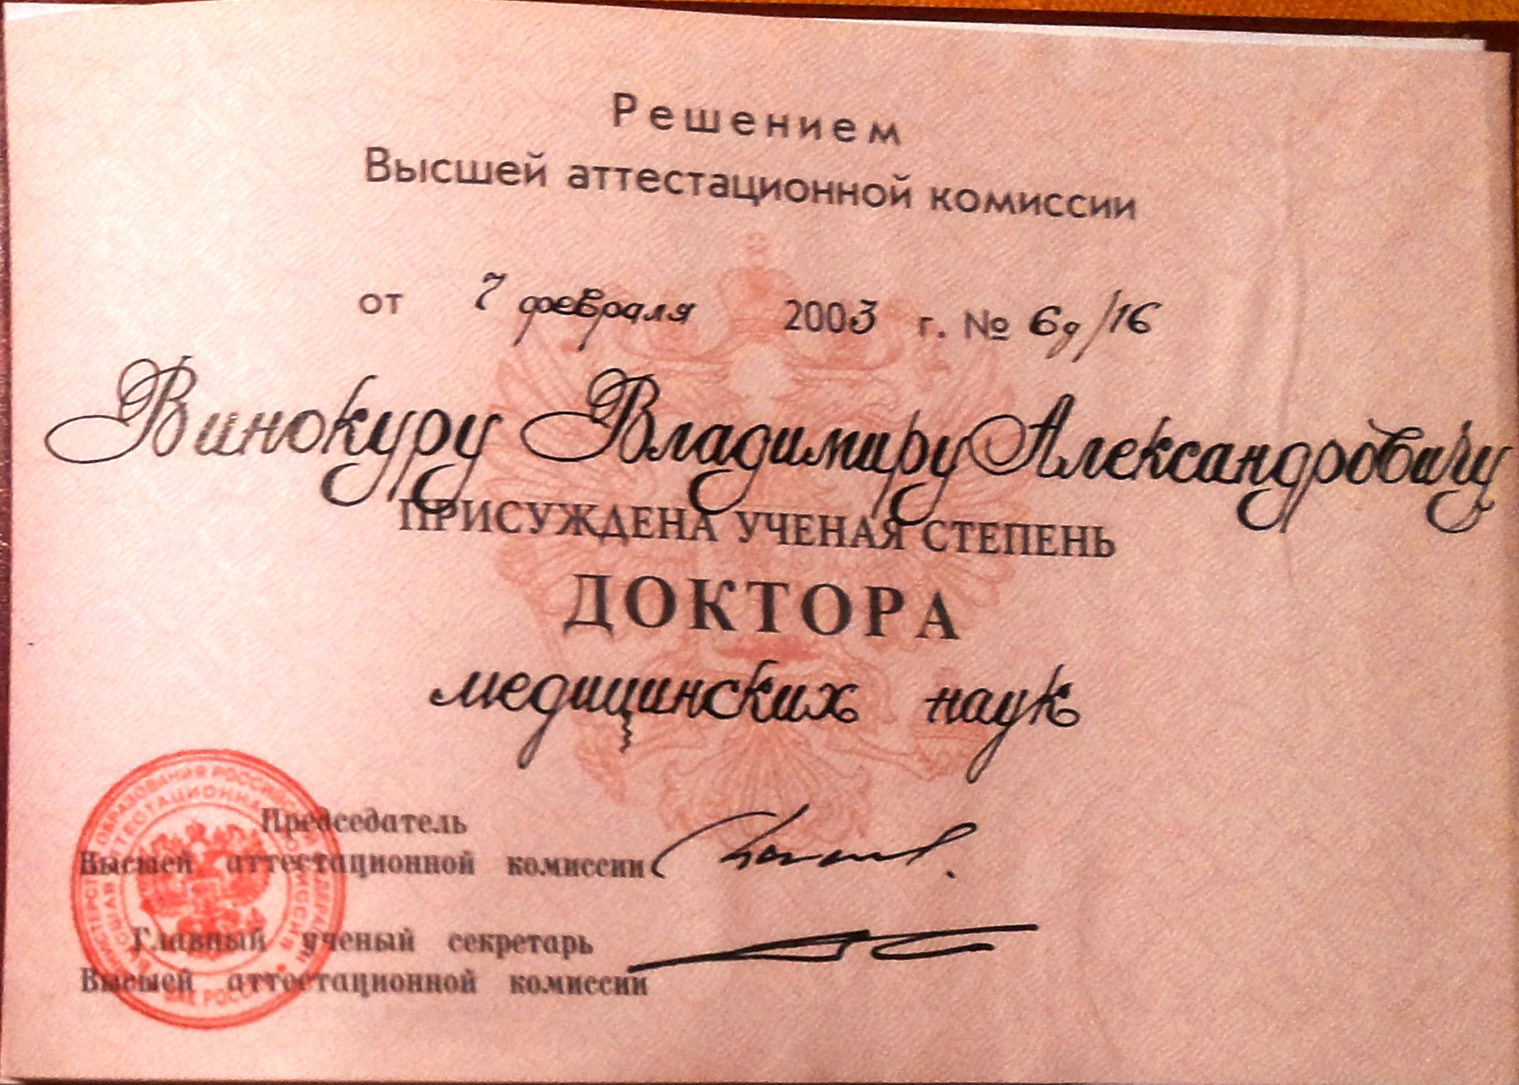 Решением
Высшей аттестационной комиссии
от 7 февраля 2003 г. № 6д/16
Винокуру Владимиру Александровичу
ПРИСУЖДЕНА УЧЕНАЯ СТЕПЕНЬ
ДОКТОРА
медицинских наук
Председатель
Высшей аттестационной комиссии
Главный ученый секретарь
Высшей аттестационной комиссии